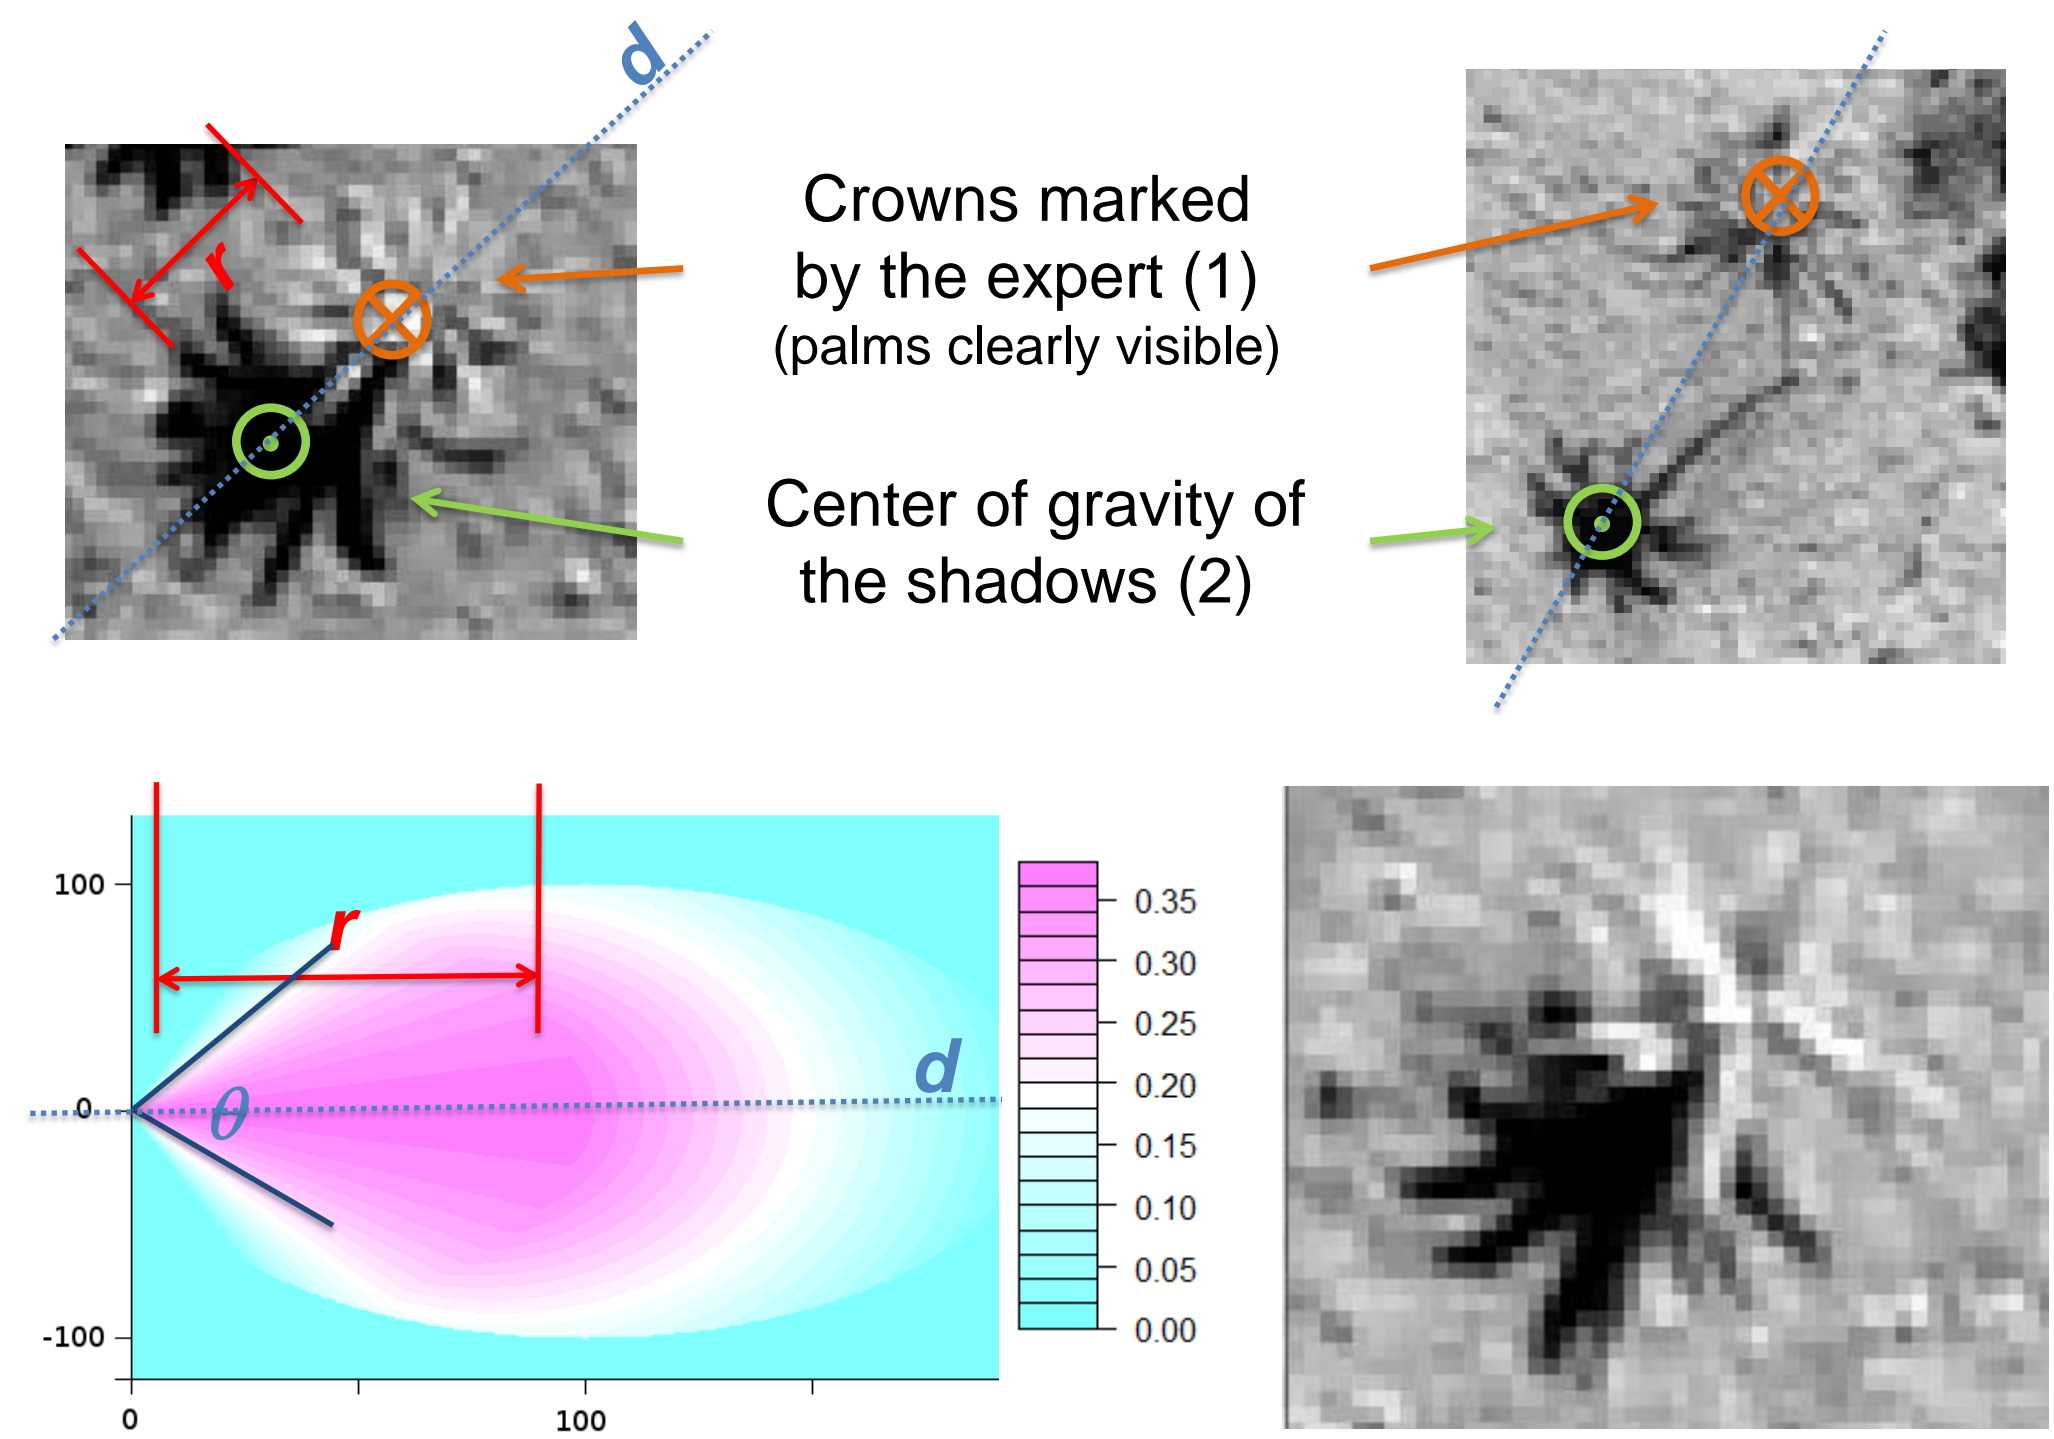 d
r
Crowns marked
by the expert (1)
(palms clearly visible)
Center of gravity of
the shadows (2)
100
0
-100
0
100
r
θ
d
0.35
0.30
0.25
0.20
0.15
0.10
0.05
0.00